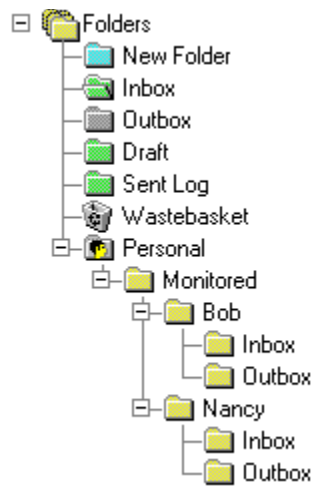 Folders
New Folder
Inbox
Outbox
Draft
Sent Log
Wastebasket
Personal
Monitored
Bob
Inbox
Outbox
Nancy
Inbox
Outbox